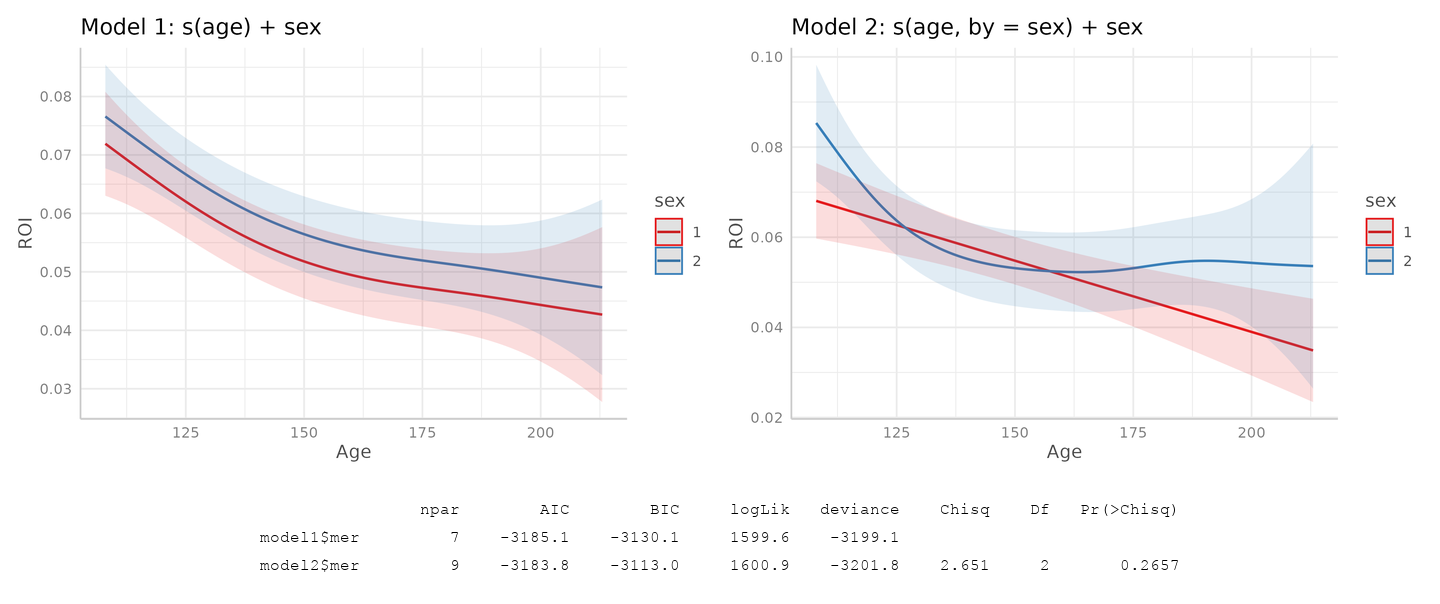 Model 1: s(age) + sex
0.08
0.07
0.06
0.05
0.04
0.03
ROI
125 150 175 200
Age
sex
1
2
Model 2: s(age, by = sex) + sex
0.10
0.08
0.06
0.04
0.02
ROI
125 150 175 200
Age
sex
1
2
npar AIC BIC logLik deviance Chisq Df Pr(>Chisq)
model1$mer 7 -3185.1 -3130.1 1599.6 -3199.1
model2$mer 9 -3183.8 -3113.0 1600.9 -3201.8 2.651 2 0.2657